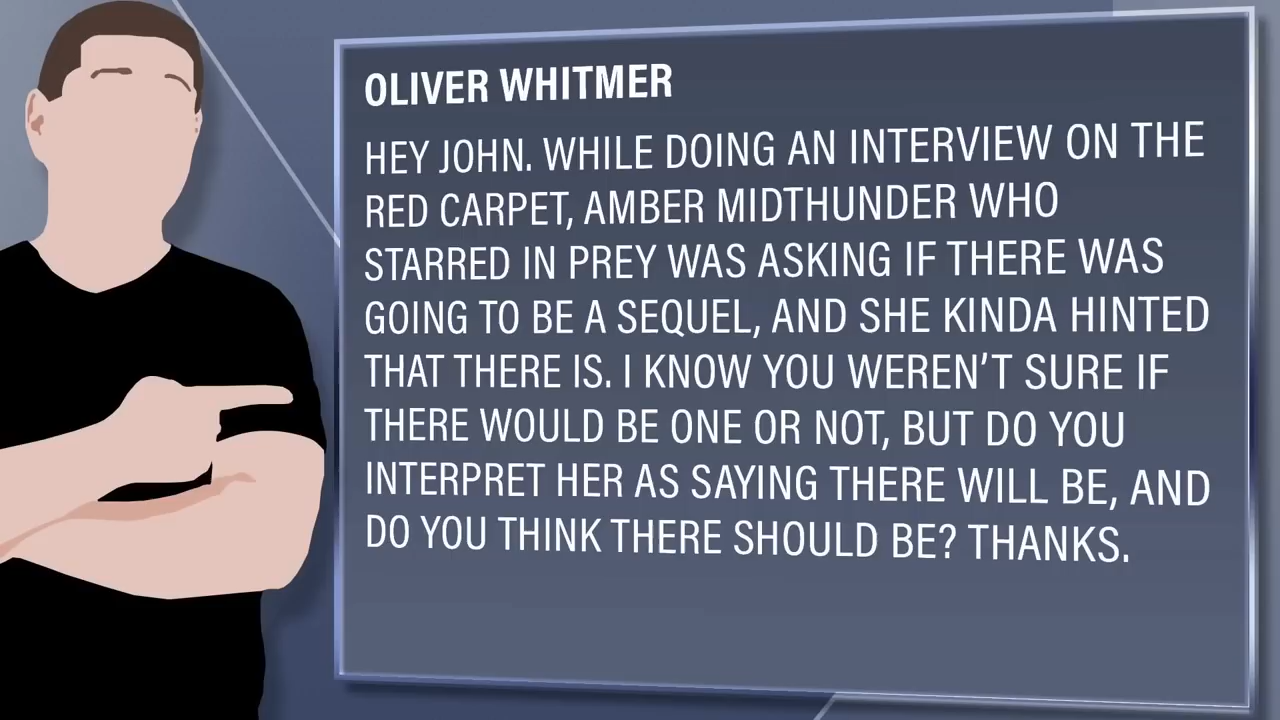 OLIVER WHITMER
HEY JOHN. WHILE DOING AN INTERVIEW ON THE
RED CARPET, AMBER MIDTHUNDER WHO
STARRED IN PREY WAS ASKING IF THERE WAS
GOING TO BE A SEQUEL, AND SHE KINDA HINTED
THAT THERE IS. I KNOW YOU WEREN'T SURE IF
THERE WOULD BE ONE OR NOT, BUT DO YOU
INTERPRET HER AS SAYING THERE WILL BE, AND
DO YOU THINK THERE SHOULD BE? THANKS.